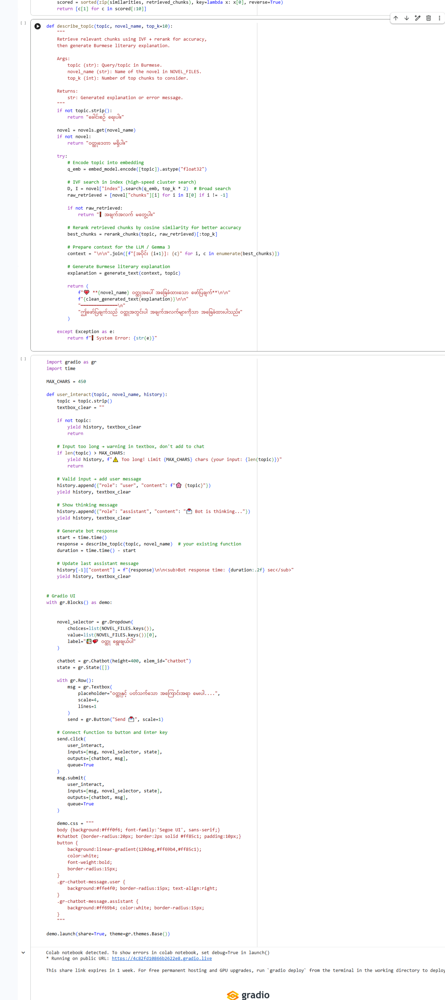 scored = sorted(zip(similarities, retrieved_chunks), key=lambda x: x[0], reverse=True)
    return [c[1] for c in scored[:10]]
[ ]
def describe_topic(topic, novel_name, top_k=10):
    """
    Retrieve relevant chunks using IVF + rerank for accuracy,
    then generate Burmese literary explanation.

    Args:
        topic (str): Query/topic in Burmese.
        novel_name (str): Name of the novel in NOVEL_FILES.
        top_k (int): Number of top chunks to consider.

    Returns:
        str: Generated explanation or error message.
    """
    if not topic.strip():
        return "ခေါင်းစဉ် ရေးပါ။"

    novel = novels.get(novel_name)
    if not novel:
        return "ဝတ္ထုဒေတာ မရှိပါ။"

    try:
        # Encode topic into embedding
        q_emb = embed_model.encode([topic]).astype("float32")

        # IVF search in index (high-speed cluster search)
        D, I = novel["index"].search(q_emb, top_k * 2)  # Broad search
        raw_retrieved = [novel["chunks"][i] for i in I[0] if i != -1]

        if not raw_retrieved:
            return "❗ အချက်အလက် မတွေ့ပါ။"

        # Rerank retrieved chunks by cosine similarity for better accuracy
        best_chunks = rerank_chunks(topic, raw_retrieved)[:top_k]

        # Prepare context for the LLM / Gemma 3
        context = "\n\n".join([f"[အပိုင်း {i+1}]: {c}" for i, c in enumerate(best_chunks)])

        # Generate Burmese literary explanation
        explanation = generate_text(context, topic)

        return (
            f"💖 **{novel_name} ဝတ္ထုအပေါ် အခြေခံထားသော ဖော်ပြချက်**\n\n"
            f"{clean_generated_text(explanation)}\n\n"
            "━━━━━━━━━━━━━━\n"
            "ဤဖော်ပြချက်သည် ဝတ္ထုအတွင်းပါ အချက်အလက်များကိုသာ အခြေခံထားပါသည်။"
        )

    except Exception as e:
        return f"❗ System Error: {str(e)}"
[ ]
import gradio as gr
import time

MAX_CHARS = 450

def user_interact(topic, novel_name, history):
    topic = topic.strip()
    textbox_clear = ""

    if not topic:
        yield history, textbox_clear
        return

    # Input too long → warning in textbox, don't add to chat
    if len(topic) > MAX_CHARS:
        yield history, f"⚠️ Too long! Limit {MAX_CHARS} chars (your input: {len(topic)})"
        return

    # Valid input → add user message
    history.append({"role": "user", "content": f"🌸 {topic}"})
    yield history, textbox_clear

    # Show thinking message
    history.append({"role": "assistant", "content": "💌 Bot is thinking..."})
    yield history, textbox_clear

    # Generate bot response
    start = time.time()
    response = describe_topic(topic, novel_name)  # your existing function
    duration = time.time() - start

    # Update last assistant message
    history[-1]["content"] = f"{response}\n\n<sub>Bot response time: {duration:.2f} sec</sub>"
    yield history, textbox_clear


# Gradio UI
with gr.Blocks() as demo:


    novel_selector = gr.Dropdown(
        choices=list(NOVEL_FILES.keys()),
        value=list(NOVEL_FILES.keys())[0],
        label="📚💖 ဝတ္ထု ရွေးချယ်ပါ"
    )

    chatbot = gr.Chatbot(height=400, elem_id="chatbot")
    state = gr.State([])

    with gr.Row():
        msg = gr.Textbox(
            placeholder="ဝတ္ထုနှင့် ပတ်သက်သော အကြောင်းအရာ မေးပါ....",
            scale=4,
            lines=1
        )
        send = gr.Button("Send 💌", scale=1)

    # Connect function to button and Enter key
    send.click(
        user_interact,
        inputs=[msg, novel_selector, state],
        outputs=[chatbot, msg],
        queue=True
    )
    msg.submit(
        user_interact,
        inputs=[msg, novel_selector, state],
        outputs=[chatbot, msg],
        queue=True
    )

    demo.css = """
    body {background:#fff0f6; font-family:'Segoe UI', sans-serif;}
    #chatbot {border-radius:20px; border:2px solid #ff85c1; padding:10px;}
    button {
        background:linear-gradient(120deg,#ff69b4,#ff85c1);
        color:white;
        font-weight:bold;
        border-radius:15px;
    }
    .gr-chatbot-message.user {
        background:#ffe4f0; border-radius:15px; text-align:right;
    }
    .gr-chatbot-message.assistant {
        background:#ff69b4; color:white; border-radius:15px;
    }
    """

demo.launch(share=True, theme=gr.themes.Base())
Colab notebook detected. To show errors in colab notebook, set debug=True in launch()
* Running on public URL: https://4c82fd10866b2622e8.gradio.live

This share link expires in 1 week. For free permanent hosting and GPU upgrades, run `gradio deploy` from the terminal in the working directory to deploy
gradio